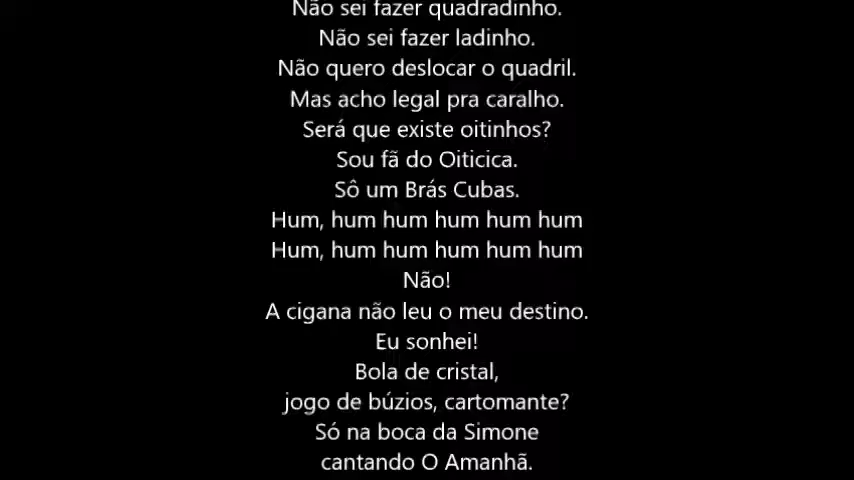 Não sei fazer quadradinho.
Não sei fazer ladinho.
Não quero deslocar o quadril.
Mas acho legal pra caralho.
Será que existe oitinhos?
Sou fã do Oiticica.
Sô um Brás Cubas.
Hum, hum hum hum hum hum
Hum, hum hum hum hum hum
Não!
A cigana não leu o meu destino.
Eu sonhei!
Bola de cristal,
jogo de búzios, cartomante?
Só na boca da Simone
cantando O Amanhã.